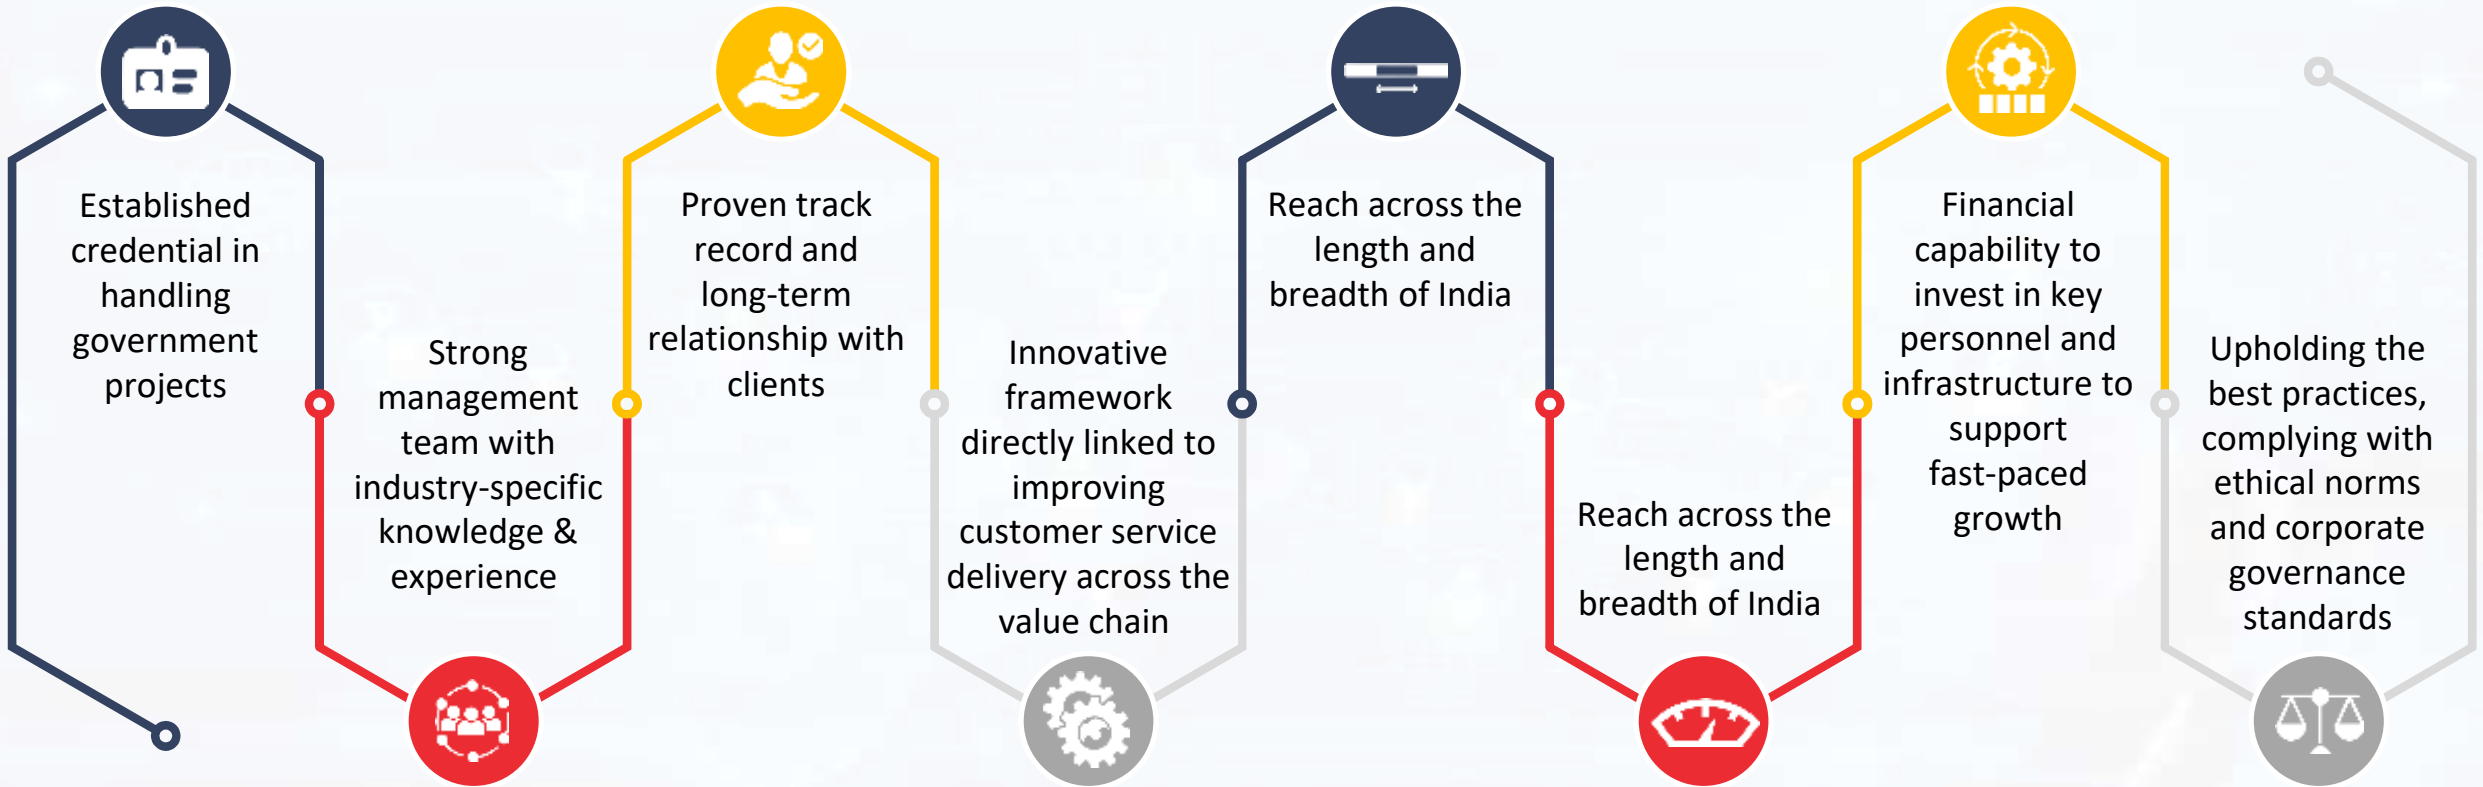 Established
credential in
handling
government
projects
Strong
management
team with
industry-specific
knowledge &
experience
Proven track
record and
long-term
relationship with
clients
Innovative
framework
directly linked to
improving
customer service
delivery across the
value chain
Reach across the
length and
breadth of India
Reach across the
length and
breadth of India
Financial
capability to
invest in key
personnel and
infrastructure to
support
fast-paced
growth
Upholding the
best practices,
complying with
ethical norms
and corporate
governance
standards